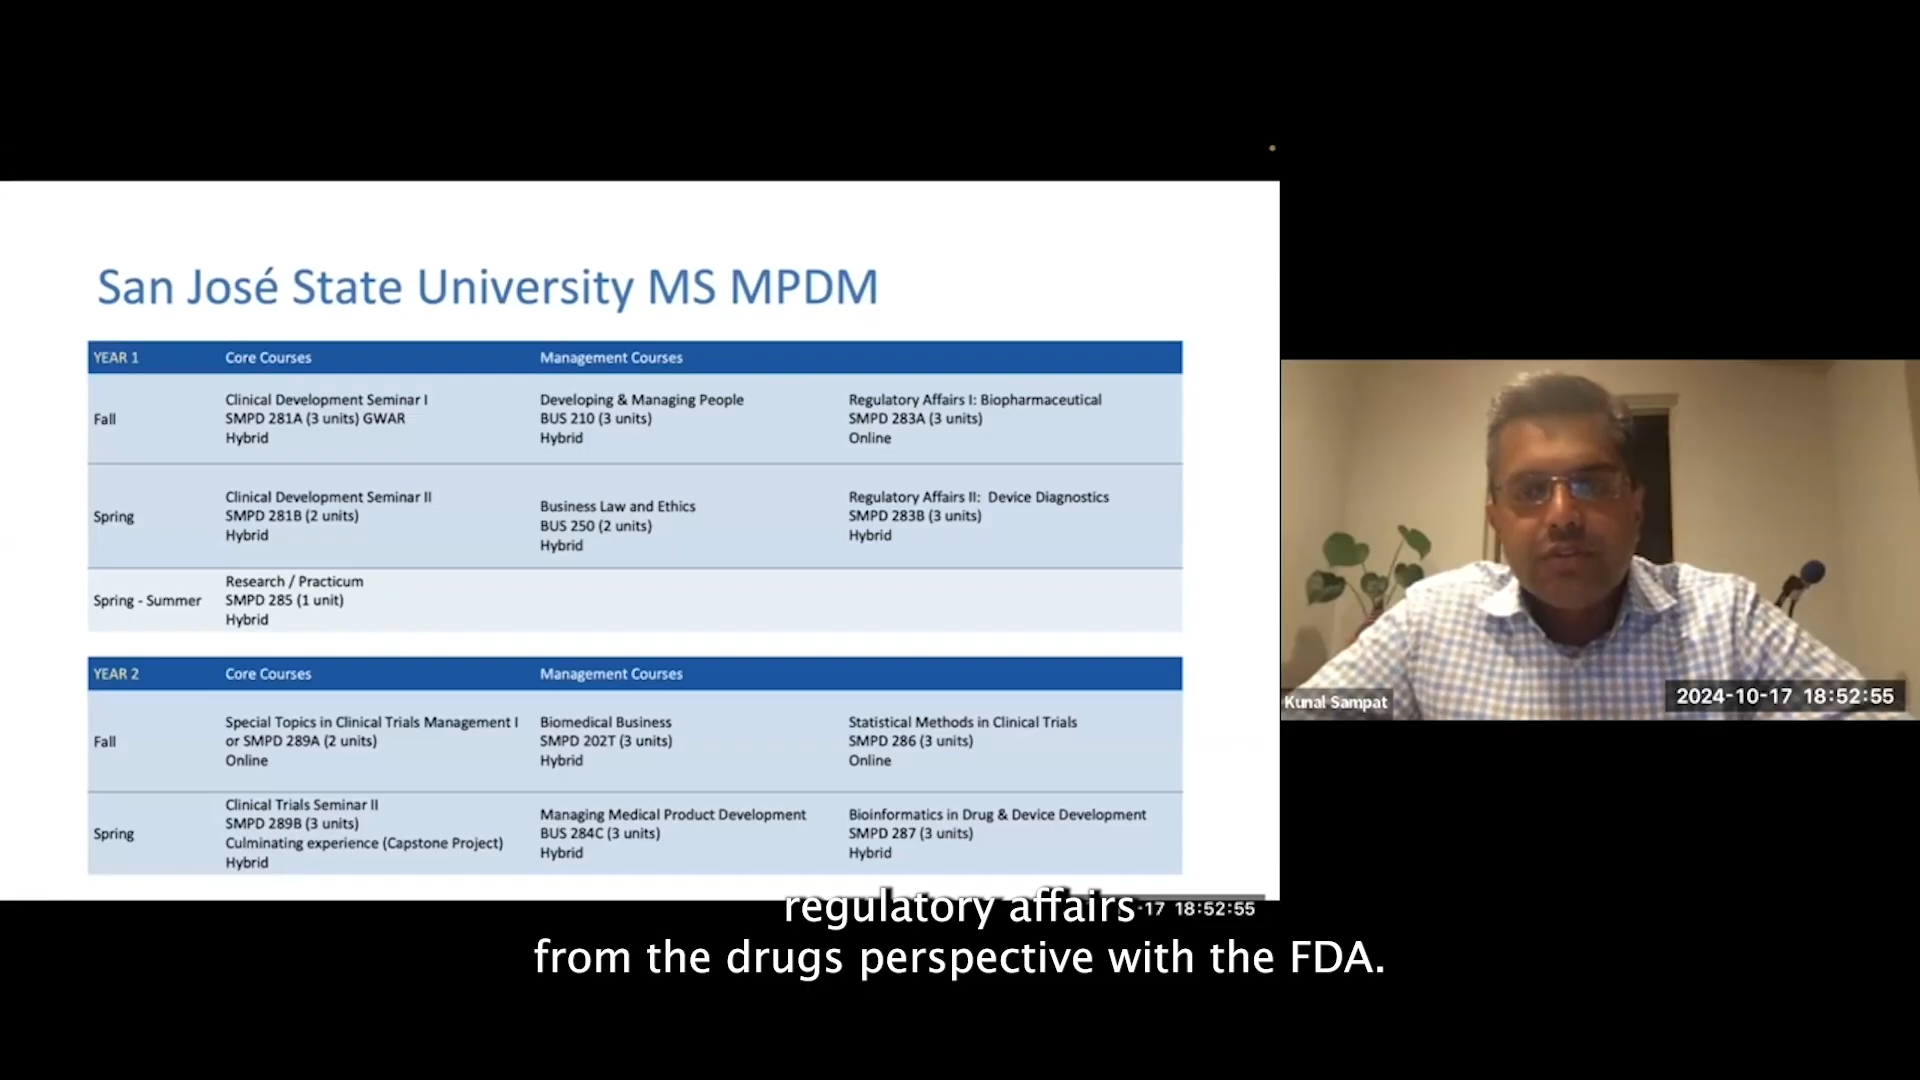 San José State University MS MPDM
YEAR 1 Core Courses Management Courses
Fall
Clinical Development Seminar I
SMPD 281A (3 units) GWAR
Hybrid
Developing & Managing People
BUS 210 (3 units)
Hybrid
Regulatory Affairs I: Biopharmaceutical
SMPD 283A (3 units)
Online
Spring
Clinical Development Seminar II
SMPD 281B (2 units)
Hybrid
Business Law and Ethics
BUS 250 (2 units)
Hybrid
Regulatory Affairs II: Device Diagnostics
SMPD 283B (3 units)
Hybrid
Spring - Summer
Research / Practicum
SMPD 285 (1 unit)
Hybrid
YEAR 2 Core Courses Management Courses
Fall
Special Topics in Clinical Trials Management I
or SMPD 289A (2 units)
Online
Biomedical Business
SMPD 202T (3 units)
Hybrid
Statistical Methods in Clinical Trials
SMPD 286 (3 units)
Online
Spring
Clinical Trials Seminar II
SMPD 289B (3 units)
Culminating experience (Capstone Project)
Hybrid
Managing Medical Product Development
BUS 284C (3 units)
Hybrid
Bioinformatics in Drug & Device Development
SMPD 287 (3 units)
Hybrid
Kunal Sampat
2024-10-17 18:52:55
-17 18:52:55
regulatory affairs
from the drugs perspective with the FDA.